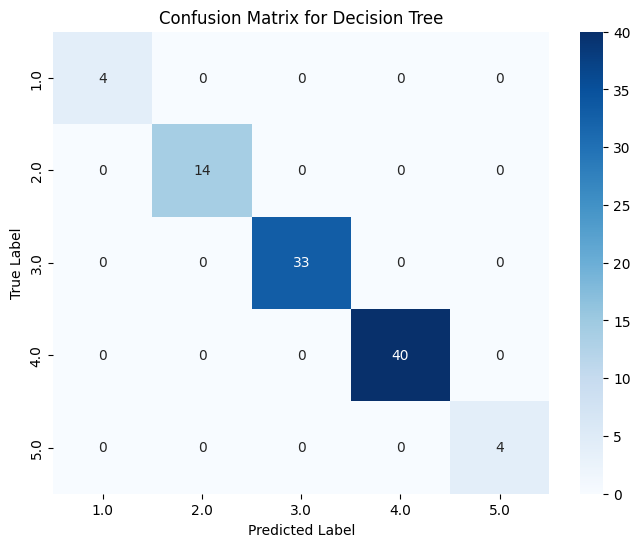 Confusion Matrix for Decision Tree
1.0 4 0 0 0 0
2.0 0 14 0 0 0
3.0 0 0 33 0 0
4.0 0 0 0 40 0
5.0 0 0 0 0 4
1.0 2.0 3.0 4.0 5.0
Predicted Label
True Label
40
35
30
25
20
15
10
5
0